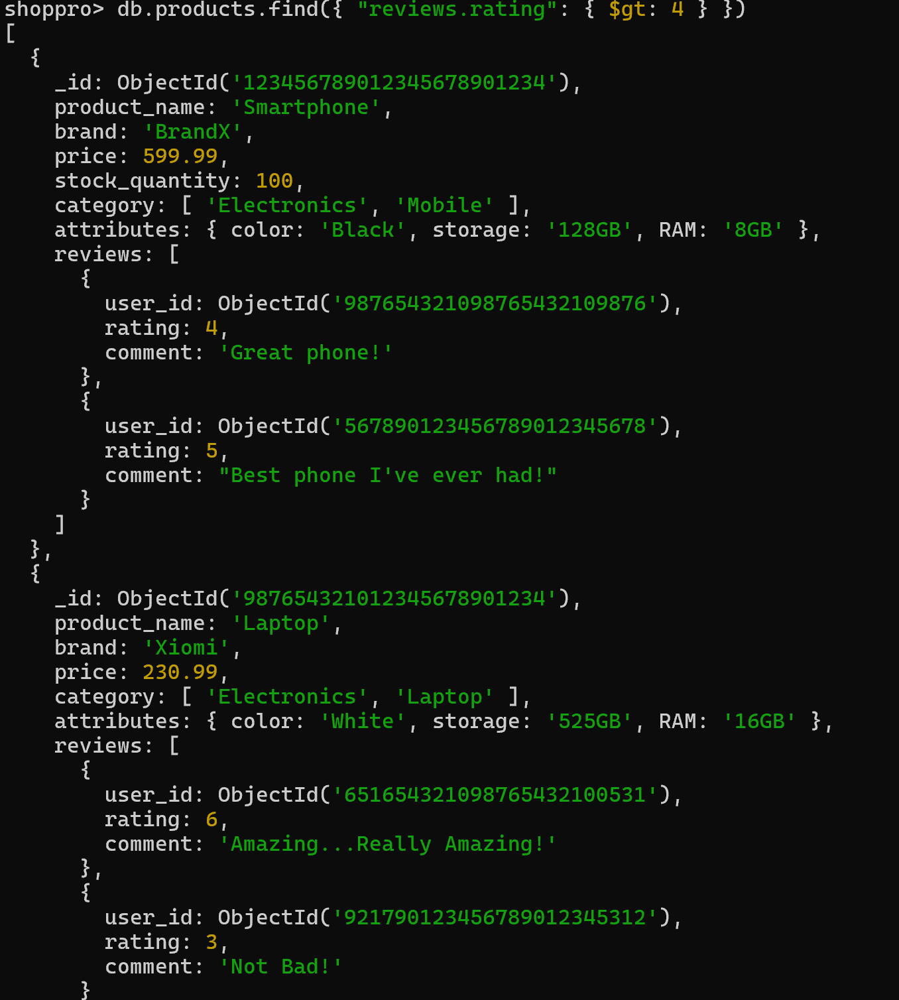 shoppro> db.products.find({ "reviews.rating": { $gt: 4 } })
[
  {
    _id: ObjectId('123456789012345678901234'),
    product_name: 'Smartphone',
    brand: 'BrandX',
    price: 599.99,
    stock_quantity: 100,
    category: [ 'Electronics', 'Mobile' ],
    attributes: { color: 'Black', storage: '128GB', RAM: '8GB' },
    reviews: [
      {
        user_id: ObjectId('987654321098765432109876'),
        rating: 4,
        comment: 'Great phone!'
      },
      {
        user_id: ObjectId('567890123456789012345678'),
        rating: 5,
        comment: "Best phone I've ever had!"
      }
    ]
  },
  {
    _id: ObjectId('987654321012345678901234'),
    product_name: 'Laptop',
    brand: 'Xiomi',
    price: 230.99,
    category: [ 'Electronics', 'Laptop' ],
    attributes: { color: 'White', storage: '525GB', RAM: '16GB' },
    reviews: [
      {
        user_id: ObjectId('651654321098765432100531'),
        rating: 6,
        comment: 'Amazing...Really Amazing!'
      },
      {
        user_id: ObjectId('921790123456789012345312'),
        rating: 3,
        comment: 'Not Bad!'
      }